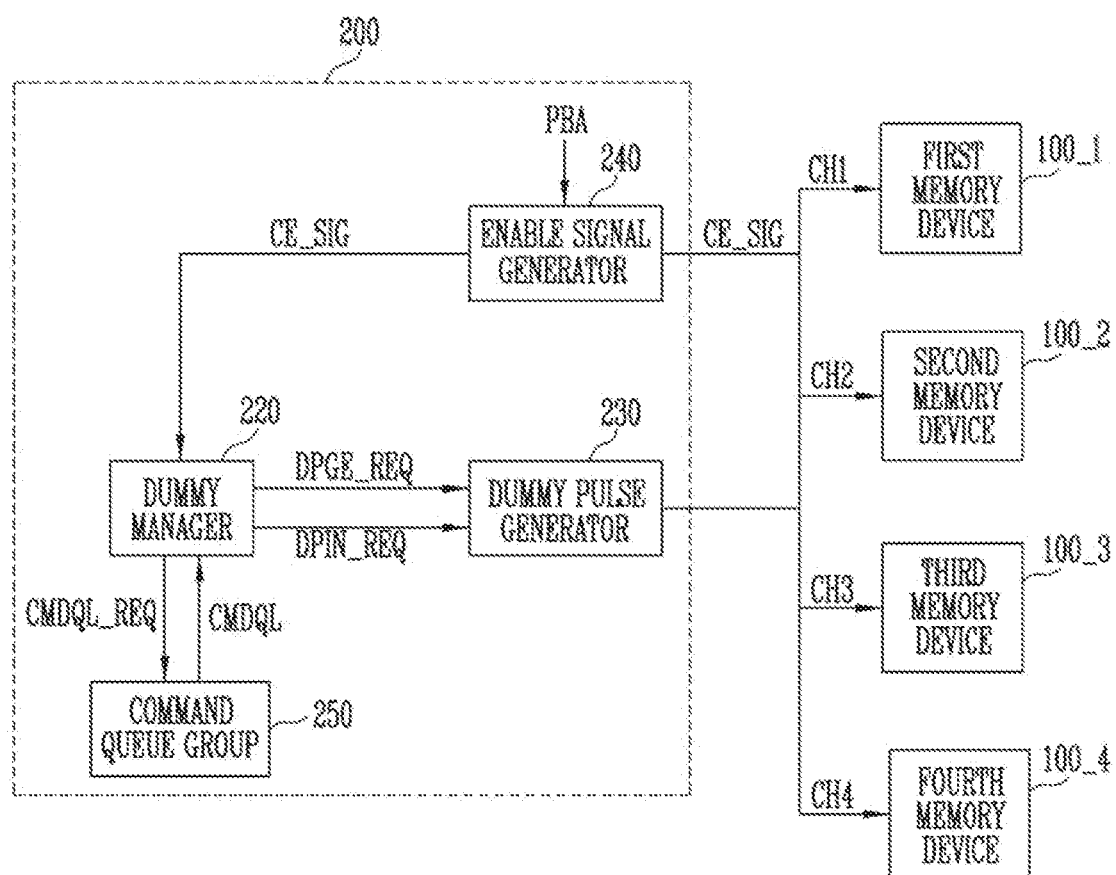 200
PBA
240
ENABLE SIGNAL
GENERATOR
CE_SIG
CE_SIG
CH1
FIRST
MEMORY
DEVICE
100_1
CH2
SECOND
MEMORY
DEVICE
100_2
220
DUMMY
MANAGER
DPGE_REQ
DPIN_REQ
230
DUMMY PULSE
GENERATOR
CH3
THIRD
MEMORY
DEVICE
100_3
CMDQL_REQ
CMDQL
COMMAND
QUEUE GROUP
250
CH4
FOURTH
MEMORY
DEVICE
100_4